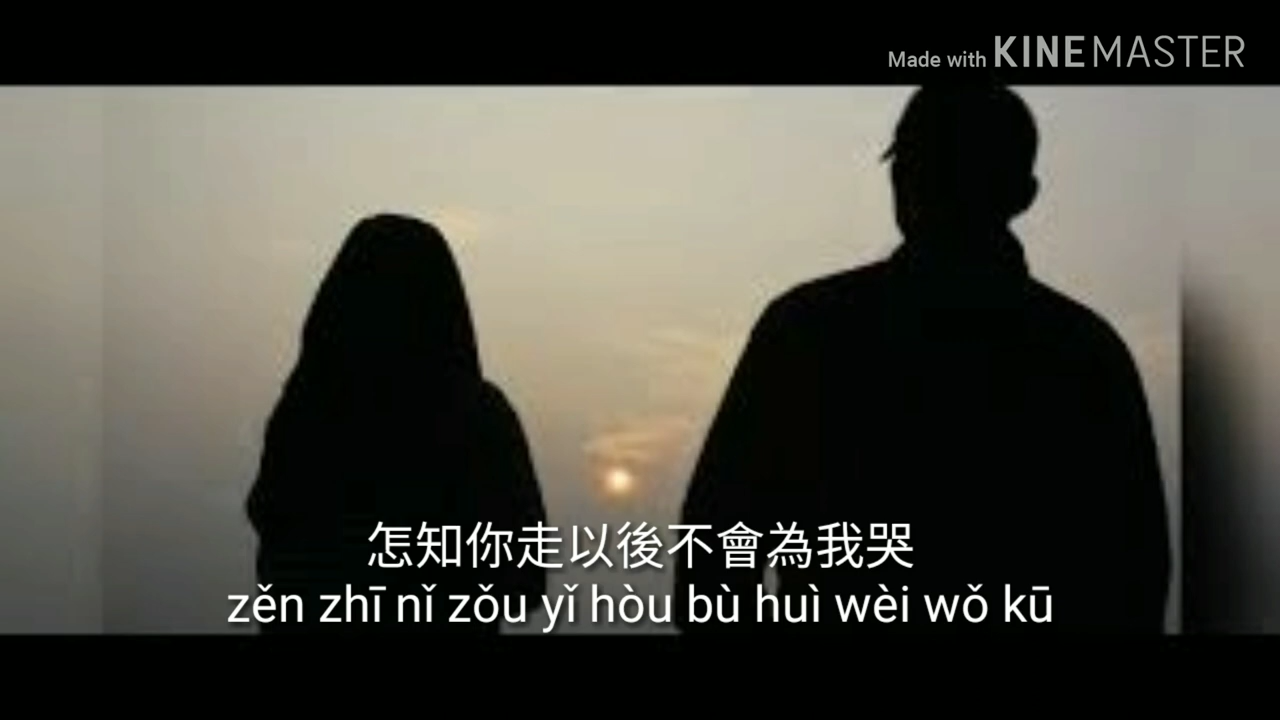 Made with KINEMASTER
怎知你走以後不會為我哭
zěn zhī nǐ zǒu yǐ hòu bù huì wèi wǒ kū